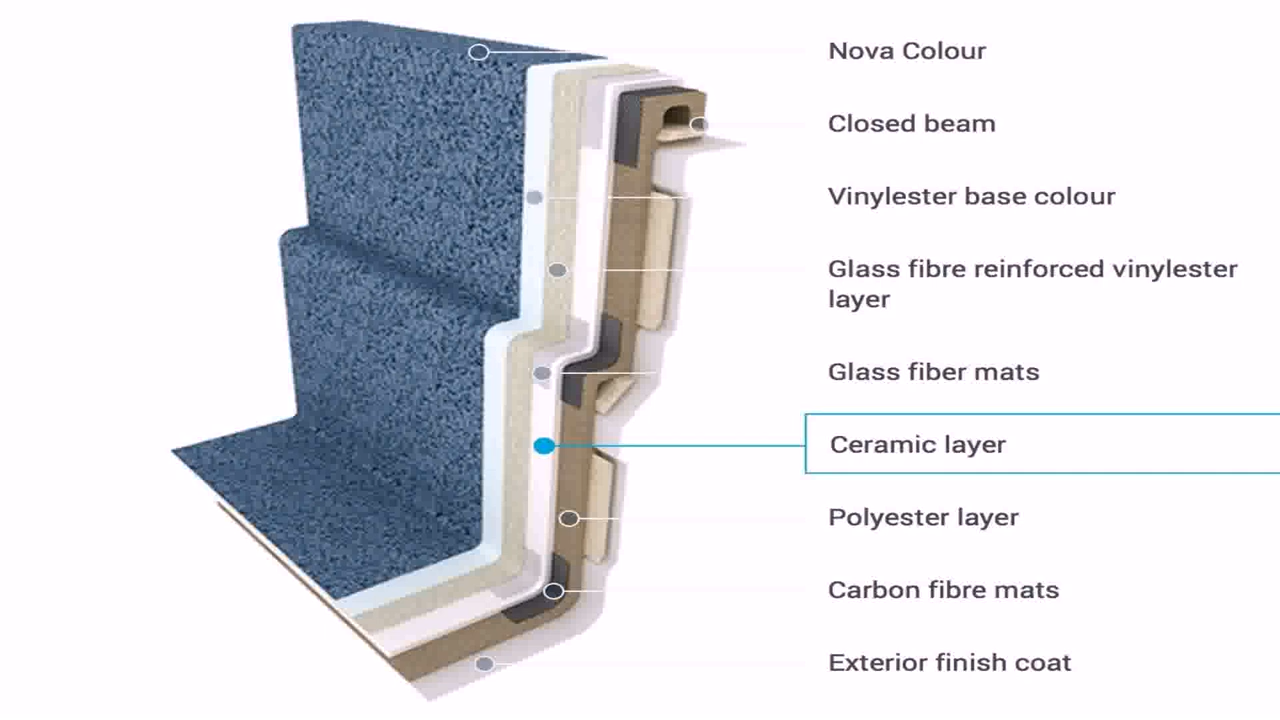 Nova Colour
Closed beam
Vinylester base colour
Glass fibre reinforced vinylester
layer
Glass fiber mats
Ceramic layer
Polyester layer
Carbon fibre mats
Exterior finish coat